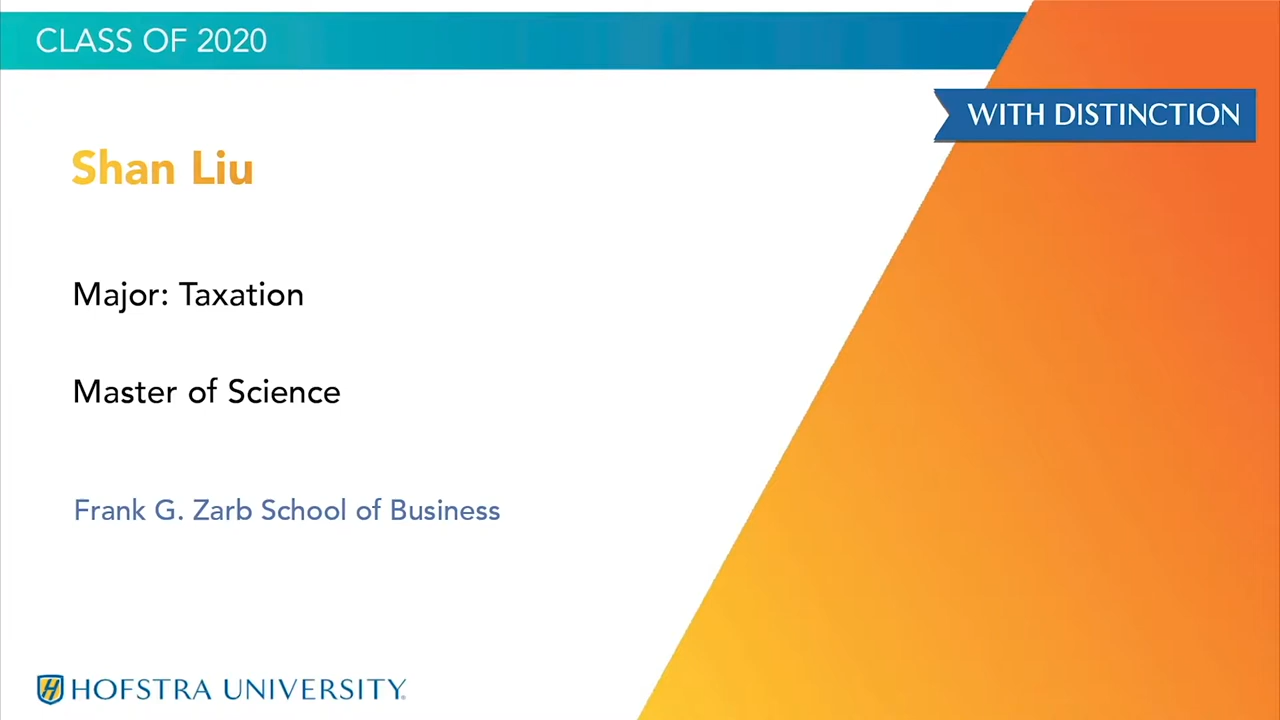 CLASS OF 2020
WITH DISTINCTION
Shan Liu
Major: Taxation
Master of Science
Frank G. Zarb School of Business
HOFSTRA UNIVERSITY